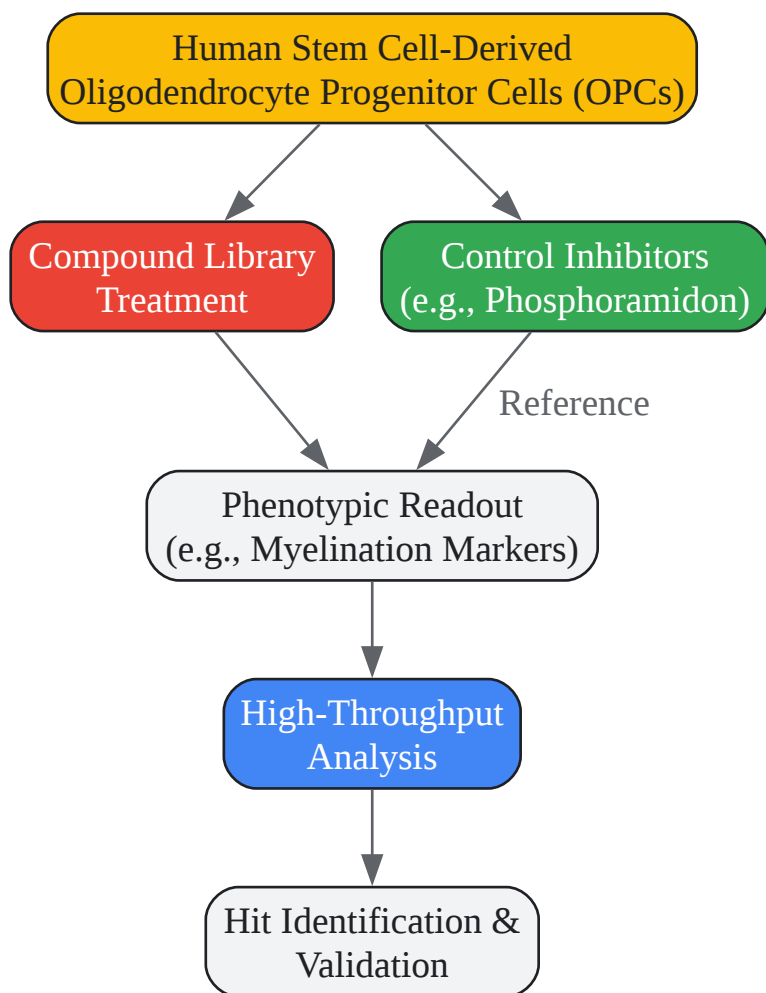 Human Stem Cell-Derived
Oligodendrocyte Progenitor Cells (OPCs)
Compound Library
Treatment
Control Inhibitors
(e.g., Phosphoramidon)
Reference
Phenotypic Readout
(e.g., Myelination Markers)
High-Throughput
Analysis
Hit Identification &
Validation